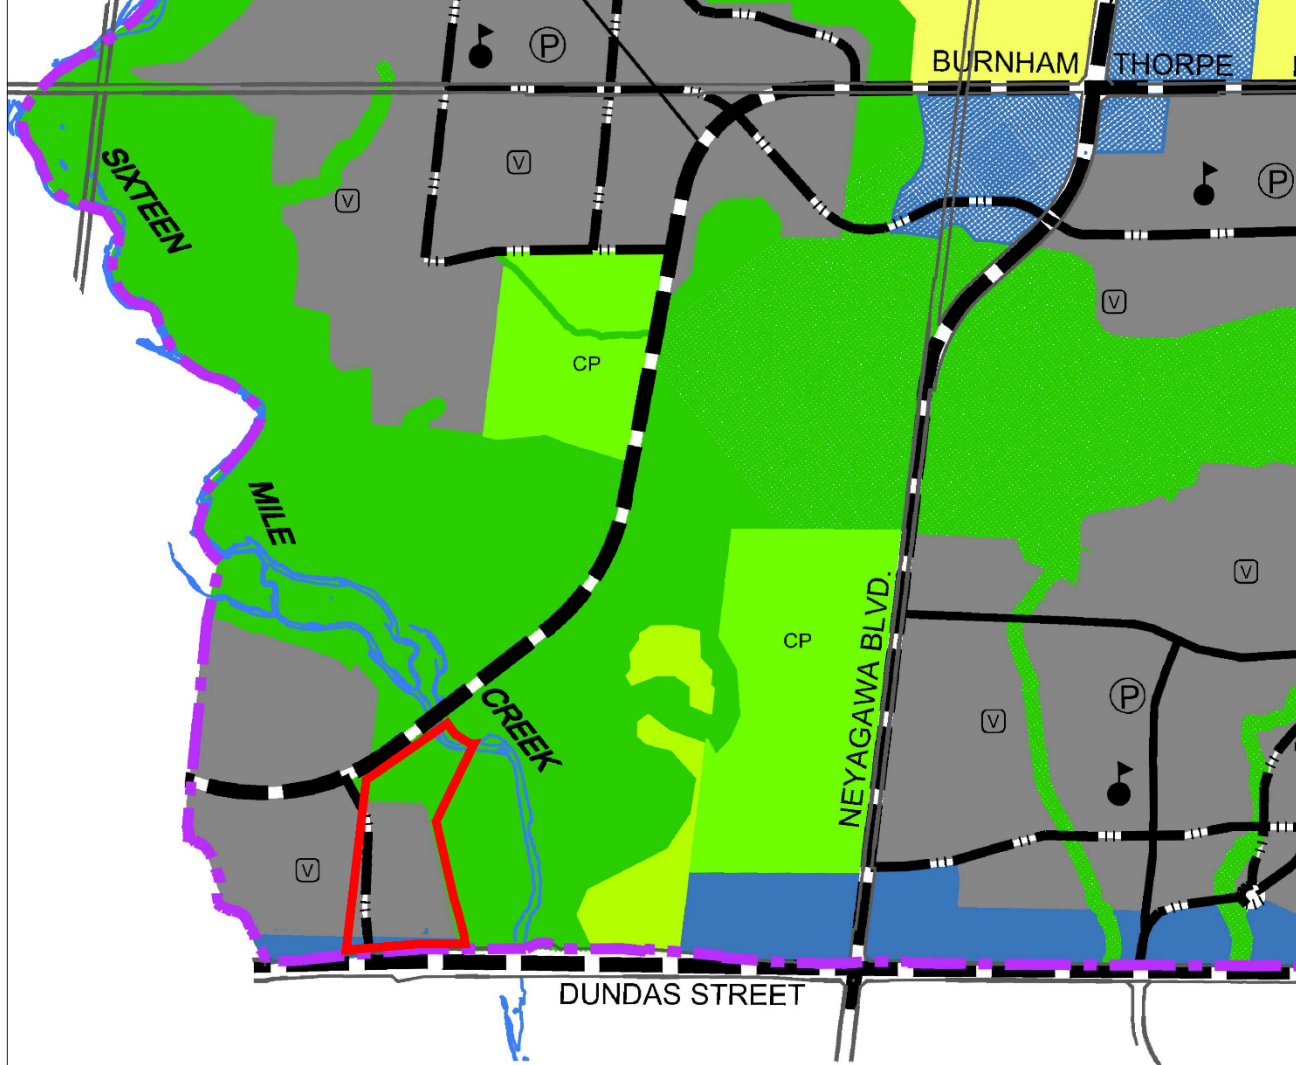 P
BURNHAM THORPE
V
P
SIXTEEN
V
V
CP
MILE
V
NEYAGAWA BLVD.
CP
CREEK
P
V
V
DUNDAS STREET